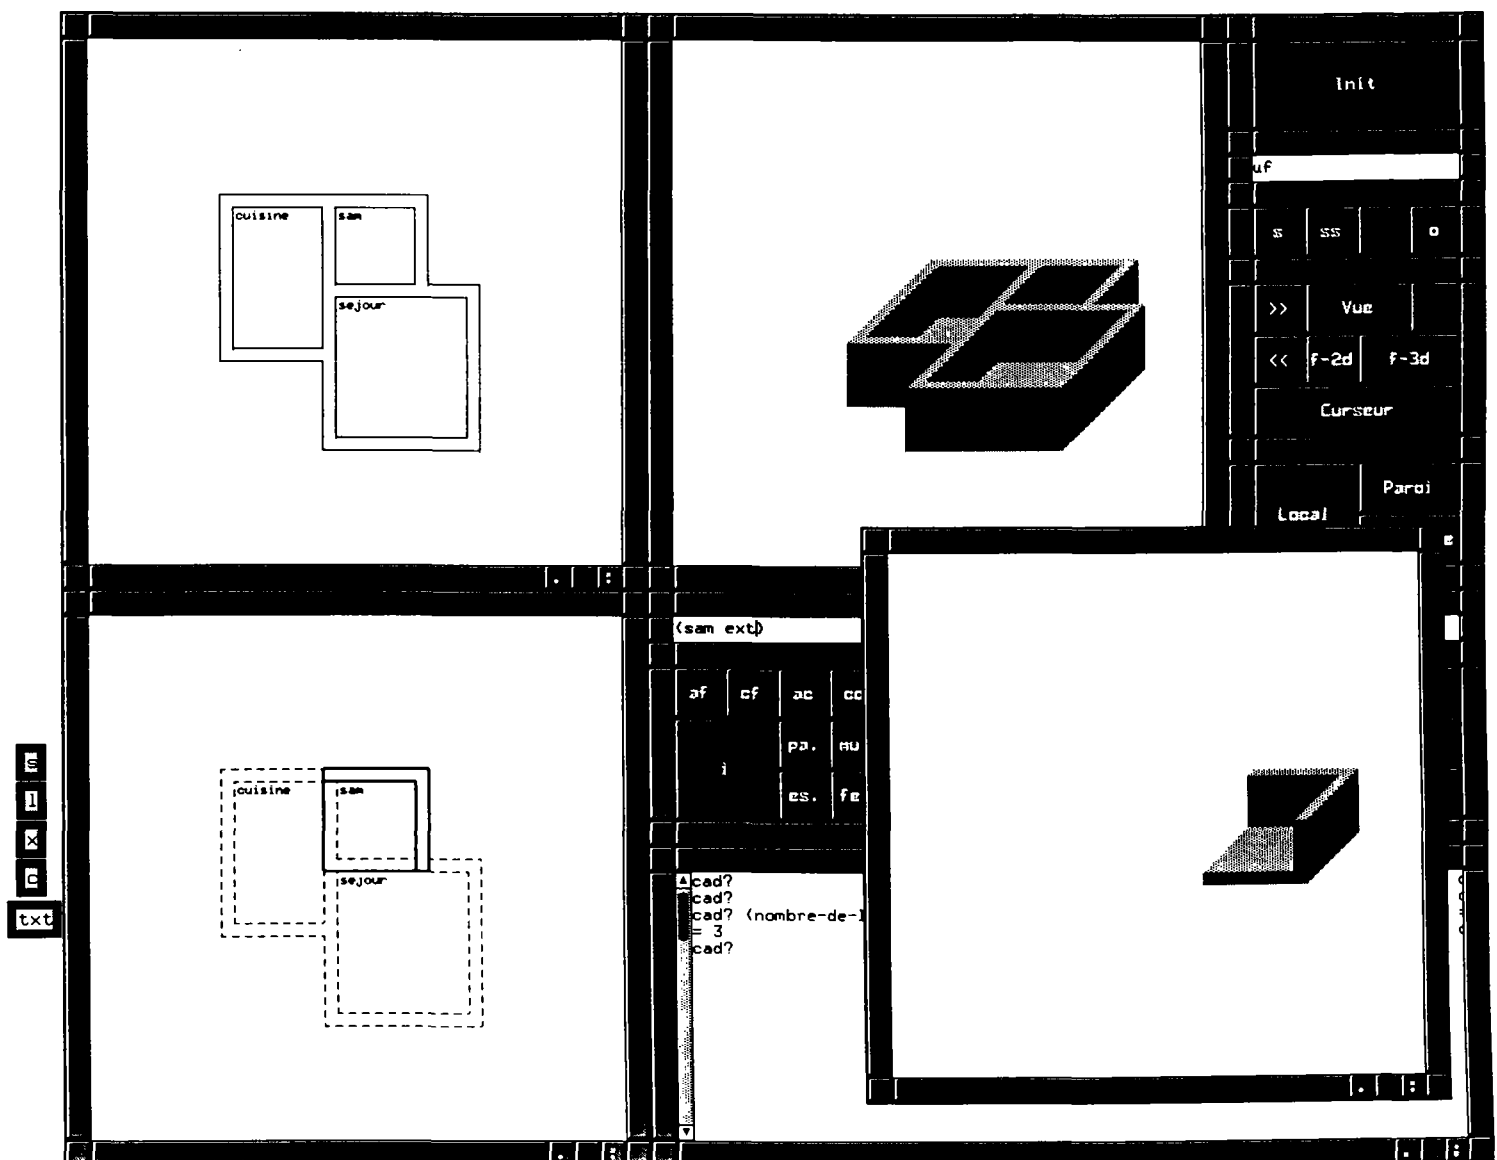 Init
uf
s ss o
>> Vue
<< f-2d f-3d
Curseur
Paroi
Local
e
cuisine sam
sejour
(sam ext)
af cf ac cc
pa. mu
i
es. fe
cuisine sam
sejour
s
l
x
c
txt
cad?
cad?
cad? (nombre-de-l
= 3
cad?